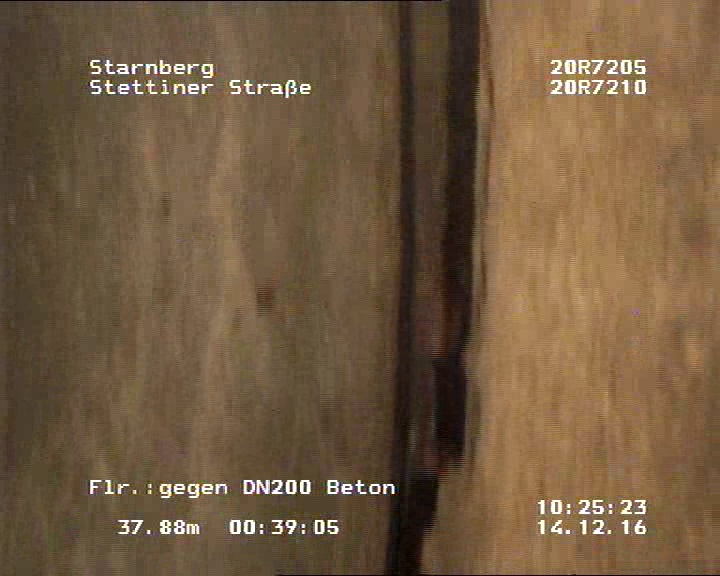 Starnberg
Stettiner Straße
20R7205
20R7210
Flr.:gegen DN200 Beton
37.88m 00:39:05
10:25:23
14.12.16